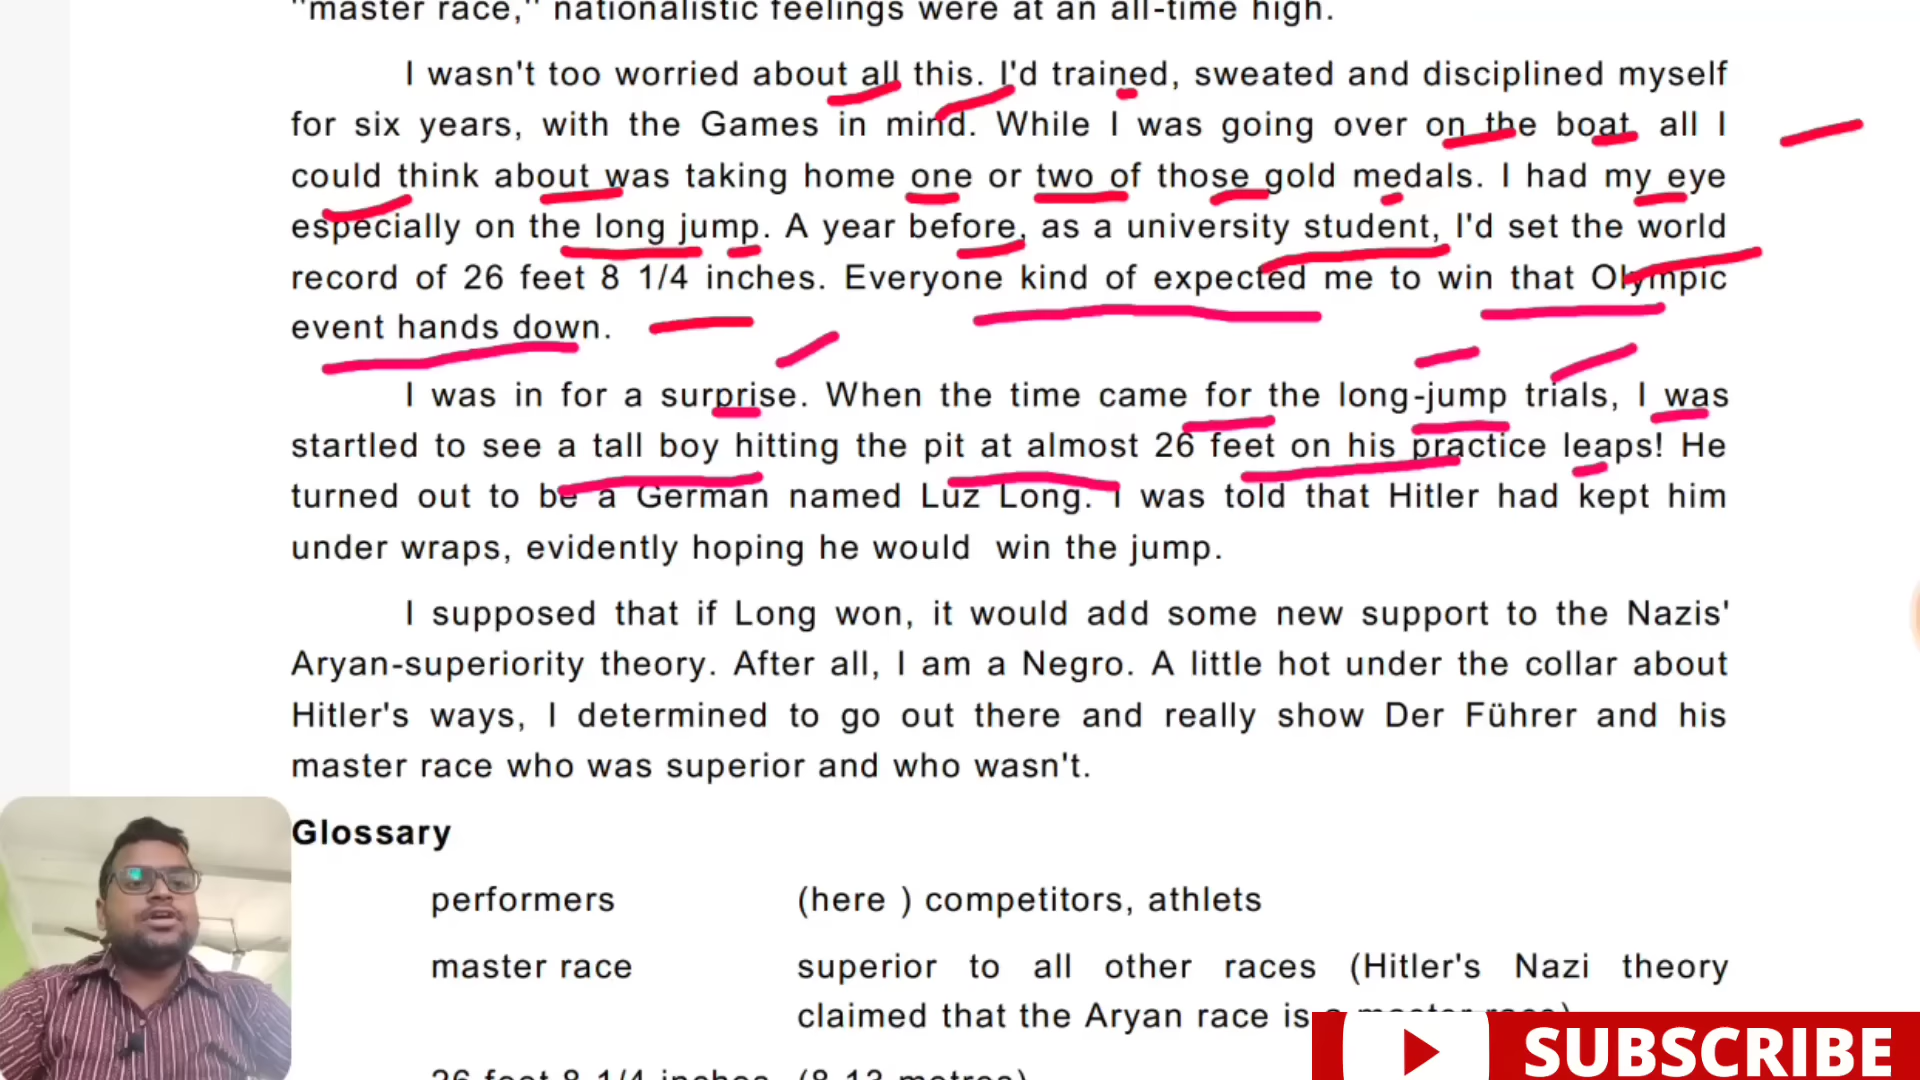 "master race," nationalistic feelings were at an all-time high.
I wasn't too worried about all this. I'd trained, sweated and disciplined myself
for six years, with the Games in mind. While I was going over on the boat, all I
could think about was taking home one or two of those gold medals. I had my eye
especially on the long jump. A year before, as a university student, I'd set the world
record of 26 feet 8 1/4 inches. Everyone kind of expected me to win that Olympic
event hands down.
I was in for a surprise. When the time came for the long-jump trials, I was
startled to see a tall boy hitting the pit at almost 26 feet on his practice leaps! He
turned out to be a German named Luz Long. I was told that Hitler had kept him
under wraps, evidently hoping he would win the jump.
I supposed that if Long won, it would add some new support to the Nazis'
Aryan-superiority theory. After all, I am a Negro. A little hot under the collar about
Hitler's ways, I determined to go out there and really show Der Führer and his
master race who was superior and who wasn't.
Glossary
performers (here ) competitors, athlets
master race superior to all other races (Hitler's Nazi theory
claimed that the Aryan race is a master race)
26 feet 8 1/4 inches (8.13 metres)
SUBSCRIBE